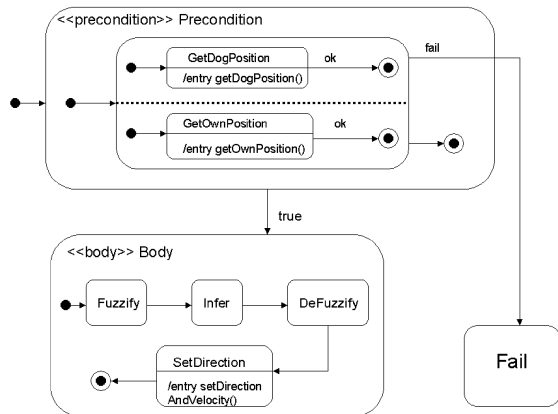 <<precondition>> Precondition
GetDogPosition
/entry getDogPosition()
ok
fail
GetOwnPosition
/entry getOwnPosition()
ok
true
<<body>> Body
Fuzzify
Infer
DeFuzzify
SetDirection
/entry setDirection
AndVelocity()
Fail